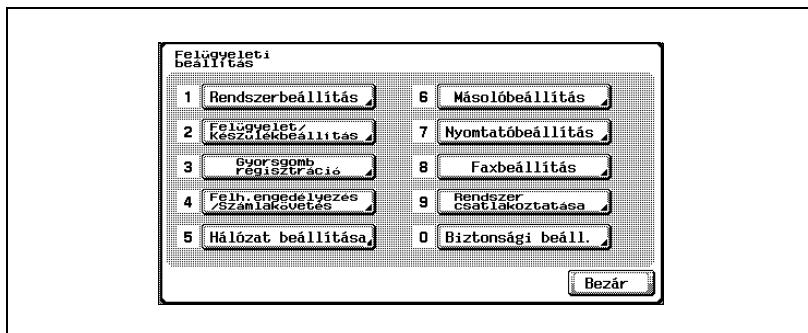 Felügyeleti
beállítás
1 Rendszerbeállítás
2 Felügyelet/
Készülékbeállítás
3 Gyorsgomb
regisztráció
4 Felh.engedélyezés
/Számlakövetés
5 Hálózat beállítása
6 Másolóbeállítás
7 Nyomtatóbeállítás
8 Faxbeállítás
9 Rendszer
csatlakoztatása
0 Biztonsági beáll.
Bezár